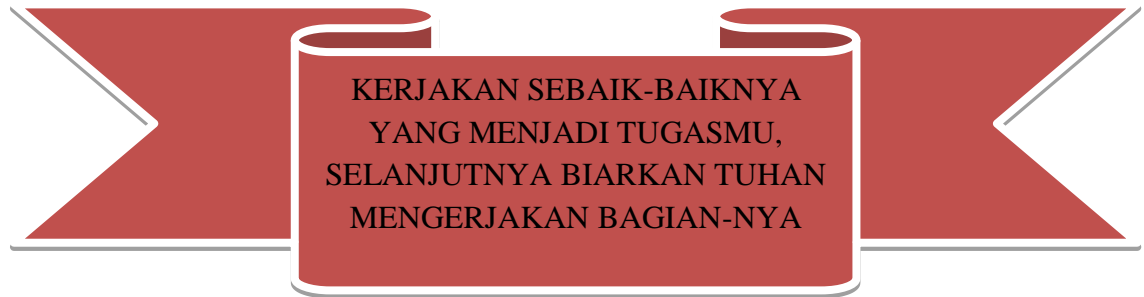 KERJAKAN SEBAIK-BAIKNYA
YANG MENJADI TUGASMU,
SELANJUTNYA BIARKAN TUHAN
MENGERJAKAN BAGIAN-NYA